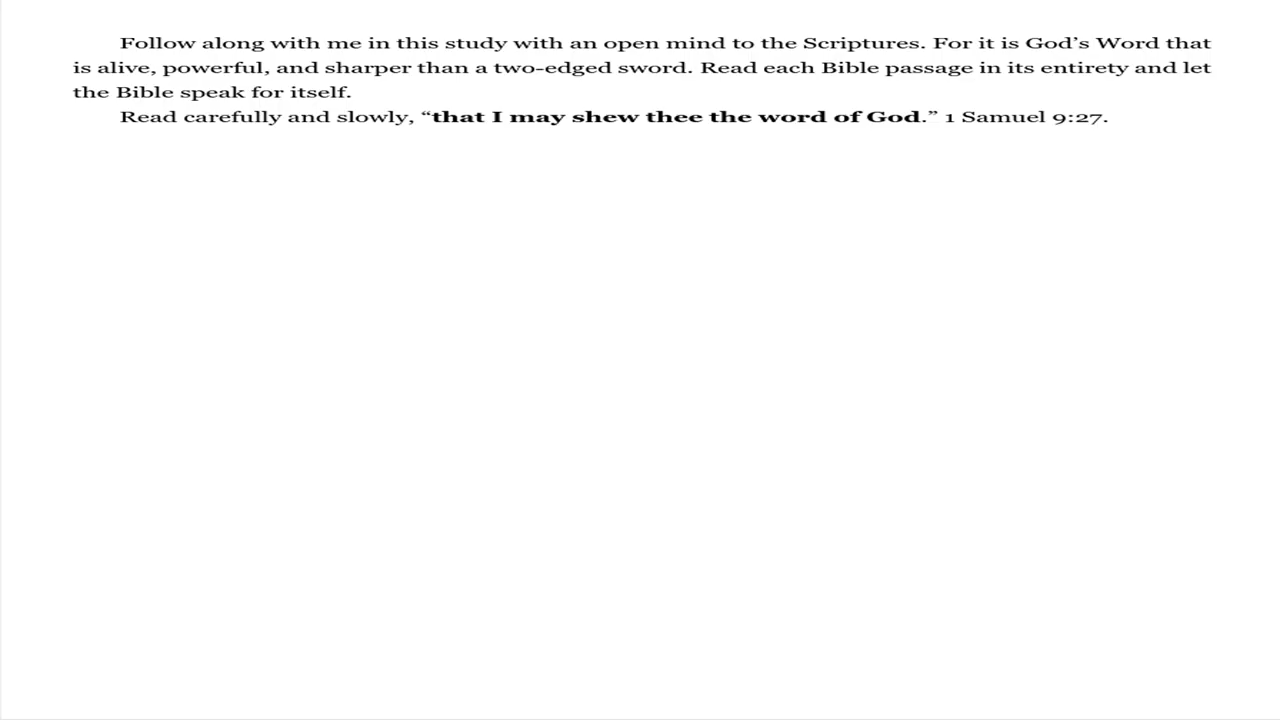 Follow along with me in this study with an open mind to the Scriptures. For it is God’s Word that
is alive, powerful, and sharper than a two-edged sword. Read each Bible passage in its entirety and let
the Bible speak for itself.
Read carefully and slowly, “that I may shew thee the word of God.” 1 Samuel 9:27.